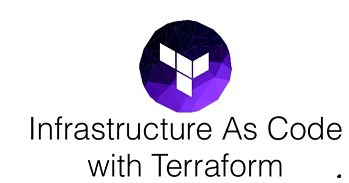 Infrastructure As Code
with Terraform .